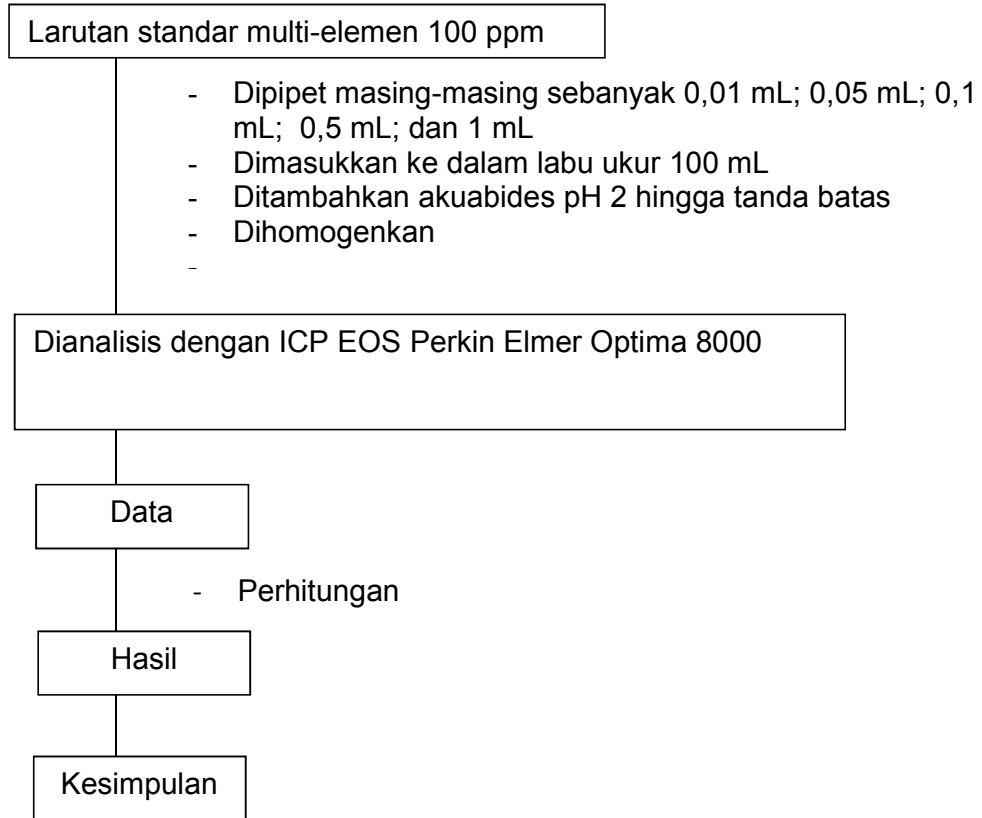 Larutan standar multi-elemen 100 ppm
- Dipipet masing-masing sebanyak 0,01 mL; 0,05 mL; 0,1
mL; 0,5 mL; dan 1 mL
- Dimasukkan ke dalam labu ukur 100 mL
- Ditambahkan akuabides pH 2 hingga tanda batas
- Dihomogenkan
-
Dianalisis dengan ICP EOS Perkin Elmer Optima 8000
Data
- Perhitungan
Hasil
Kesimpulan